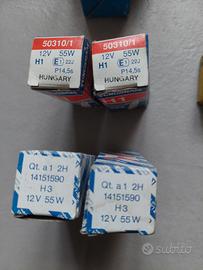 50310/1
12V 55W
H1 E1 22J
P14,5s
HUNGARY
50310/1
12V 55W
H1 E1 22J
P14,5s
HUNGARY
H1
Qt. a 1 2H
14151590
H3
12V 55W
Qt. a 1 2H
14151590
H3
12V 55W
subito